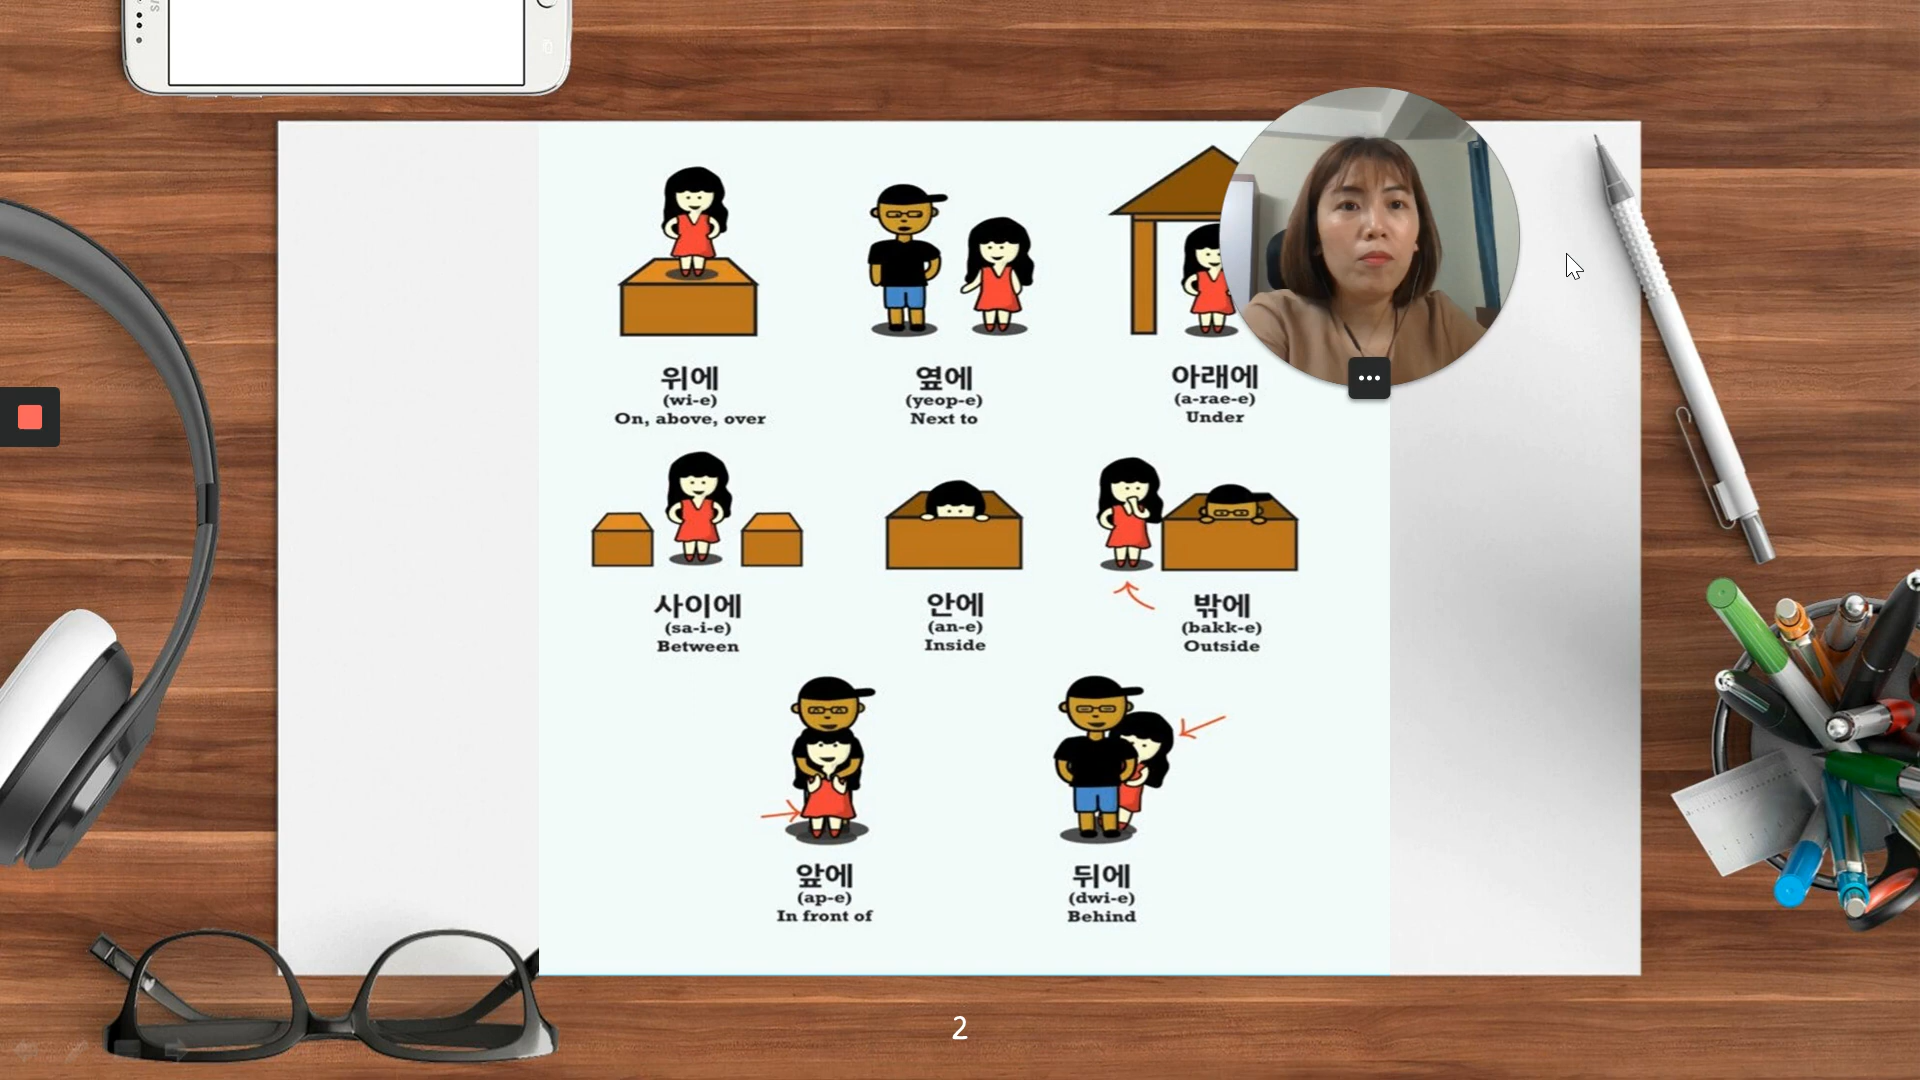 위에
(wi-e)
On, above, over
옆에
(yeop-e)
Next to
아래에
(a-rae-e)
Under
사이에
(sa-i-e)
Between
안에
(an-e)
Inside
밖에
(bakk-e)
Outside
앞에
(ap-e)
In front of
뒤에
(dwi-e)
Behind
2